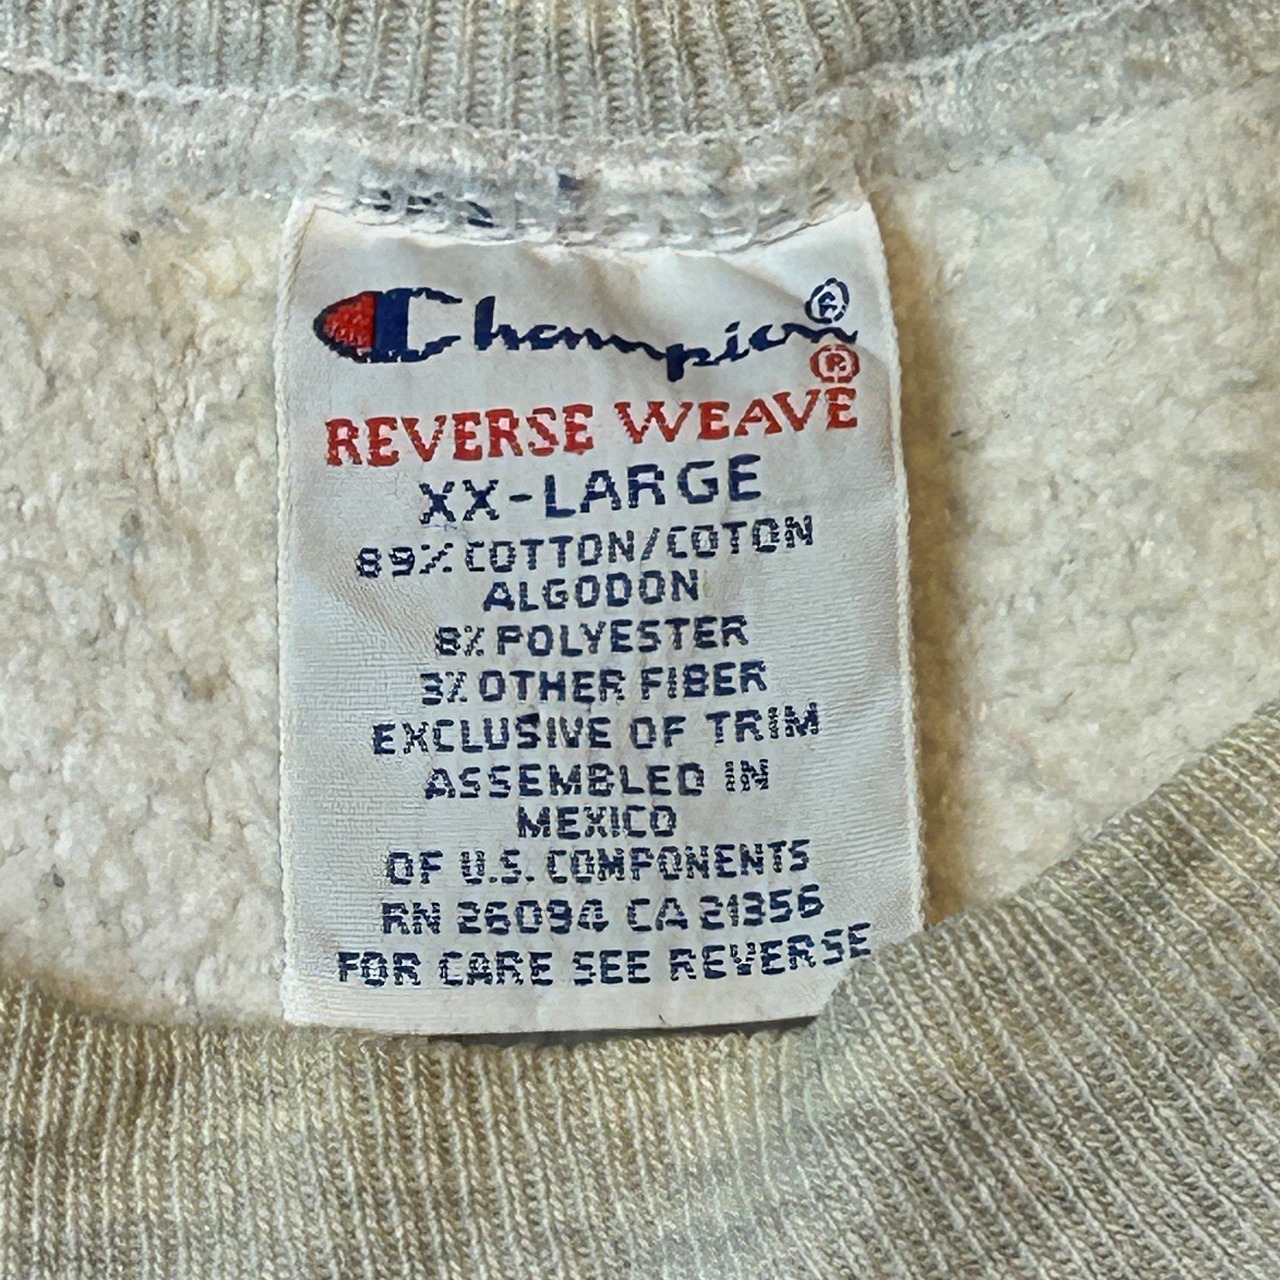 Champion®
®
REVERSE WEAVE
XX-LARGE
89% COTTON/COTON
ALGODON
8% POLYESTER
3% OTHER FIBER
EXCLUSIVE OF TRIM
ASSEMBLED IN
MEXICO
OF U.S. COMPONENTS
RN 26094 CA 21356
FOR CARE SEE REVERSE